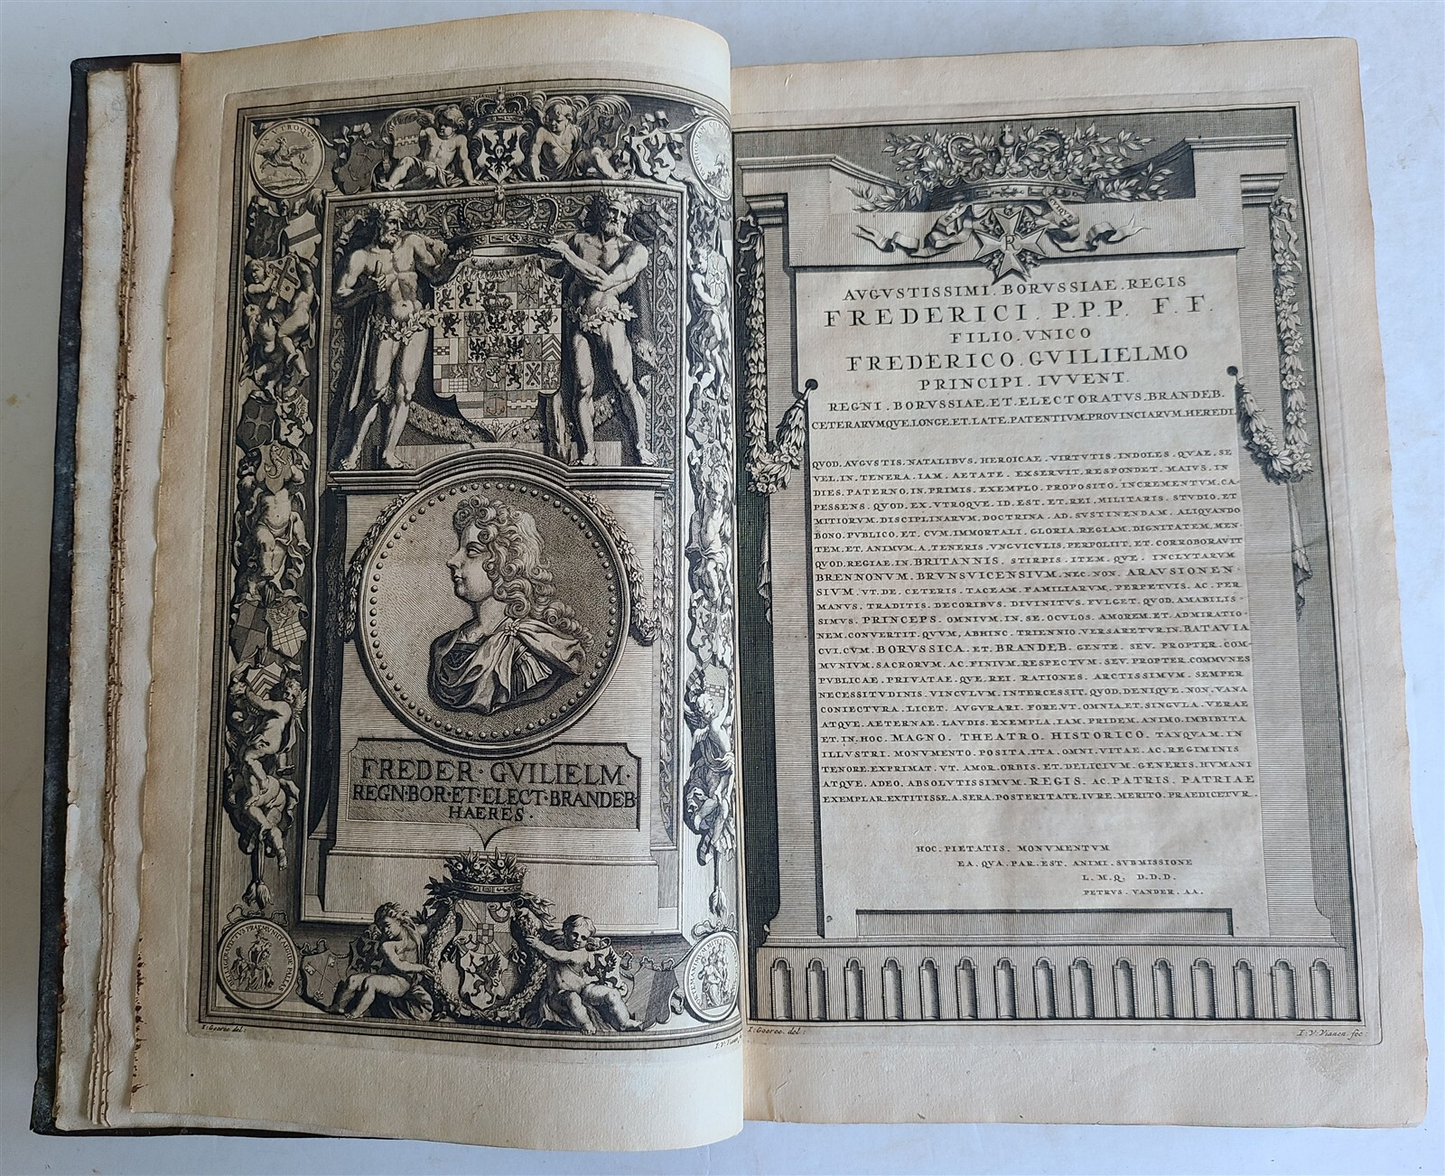 FREDER · GVILIELM ·
REGN·BOR·ET·ELECT·BRANDEB
HAERES ·
I. Goeree del:
AVGVSTISSIMI . BORVSSIAE . REGIS
FREDERICI . P.P.P. F.F.
FILIO . VNICO
FREDERICO . GVILIELMO
PRINCIPI . IVVENT.
REGNI . BORVSSIAE . ET . ELECTORATVS . BRANDEB.
CETERARVMQVE . LONGE . ET . LATE . PATENTIVM . PROVINCIARVM . HEREDI
QVOD . AVGVSTIS . NATALIBVS . HEROICAE . VIRTVTIS . INDOLES . QVAE . SE
VEL . IN . TENERA . IAM . AETATE . EXSERVIT . RESPONDET . MAIVS . IN
DIES . PATERNO . IN . PRIMIS . EXEMPLO . PROPOSITO . INCREMENTVM . CA-
PESSENS . QVOD . EX . VTROQVE . ID . EST . ET . REI . MILITARIS . STVDIO . ET
MITIORVM . DISCIPLINARVM . DOCTRINA . AD . SVSTINENDAM . ALIQVANDO
BONO . PVBLICO . ET . CVM . IMMORTALI . GLORIA . REGIAM . DIGNITATEM . MEN-
TEM . ET . ANIMVM . A . TENERIS . VNGVICVLIS . PERPOLIIT . ET . CORROBORAVIT
QVOD . REGIAE . IN . BRITANNIS . STIRPIS . ITEM . QVE . INCLYTARVM
BRENNONVM . BRVNSVICENSIVM . NEC . NON . ARAVSIONEN-
SIVM . VT . DE . CETERIS . TACEAM . FAMILIARVM . PERPETVIS . AC . PER
MANVS . TRADITIS . DECORIBVS . DIVINITVS . FVLGET . QVOD . AMABILIS-
SIMVS . PRINCEPS . OMNIVM . IN . SE . OCVLOS . AMOREM . ET . ADMIRATIO-
NEM . CONVERTIT . QVVM . ABHINC . TRIENNIO . VERSARETVR . IN . BATAVIA
CVI . CVM . BORVSSICA . ET . BRANDEB . GENTE . SEV . PROPTER . COM-
MVNIVM . SACRORVM . AC . FINIVM . RESPECTVM . SEV . PROPTER . COMMVNES
PVBLICAE . PRIVATAE . QVE . REI . RATIONES . ARCTISSIMVM . SEMPER
NECESSITVDINIS . VINCVLVM . INTERCESSIT . QVOD . DENIQVE . NON . VANA
CONIECTVRA . LICET . AVGVRARI . FORE . VT . OMNIA . ET . SINGVLA . VERAE
ATQVE . AETERNAE . LAVDIS . EXEMPLA . IAM . PRIDEM . ANIMO . IMBIBITA
ET . IN . HOC . MAGNO . THEATRO . HISTORICO . TANQVAM . IN
ILLVSTRI . MONVMENTO . POSITA . ITA . OMNI . VITAE . AC . REGIMINIS
TENORE . EXPRIMAT . VT . AMOR . ORBIS . ET . DELICIVM . GENERIS . HVMANI
ATQVE . ADEO . ABSOLVTISSIMVM . REGIS . AC . PATRIS . PATRIAE
EXEMPLAR . EXTITISSE . A . SERA . POSTERITATE . IVRE . MERITO . PRAEDICETVR .
HOC . PIETATIS . MONVMENTVM
EA . QVA . PAR . EST . ANIMI . SVBMISSIONE
L . M . Q . D . D . D .
PETRVS . VANDER . AA .
I: Goeree. del:
I. V. Vianen fec